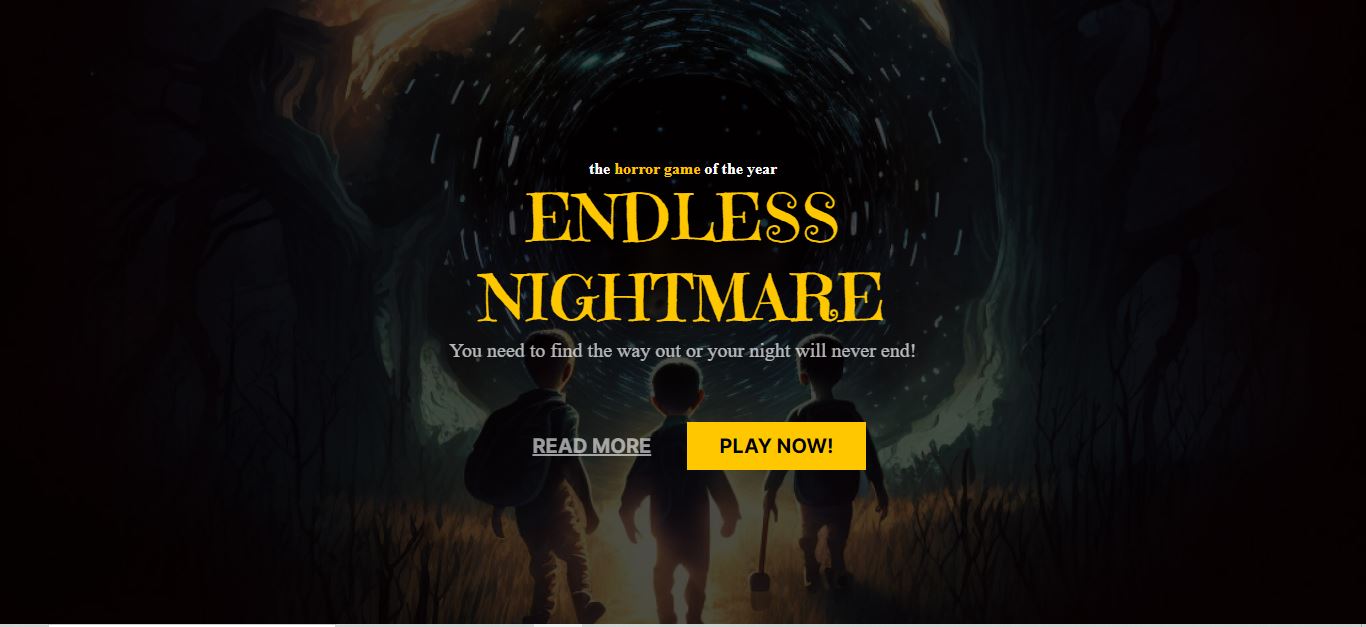 the horror game of the year
ENDLESS
NIGHTMARE
You need to find the way out or your night will never end!
READ MORE
PLAY NOW!